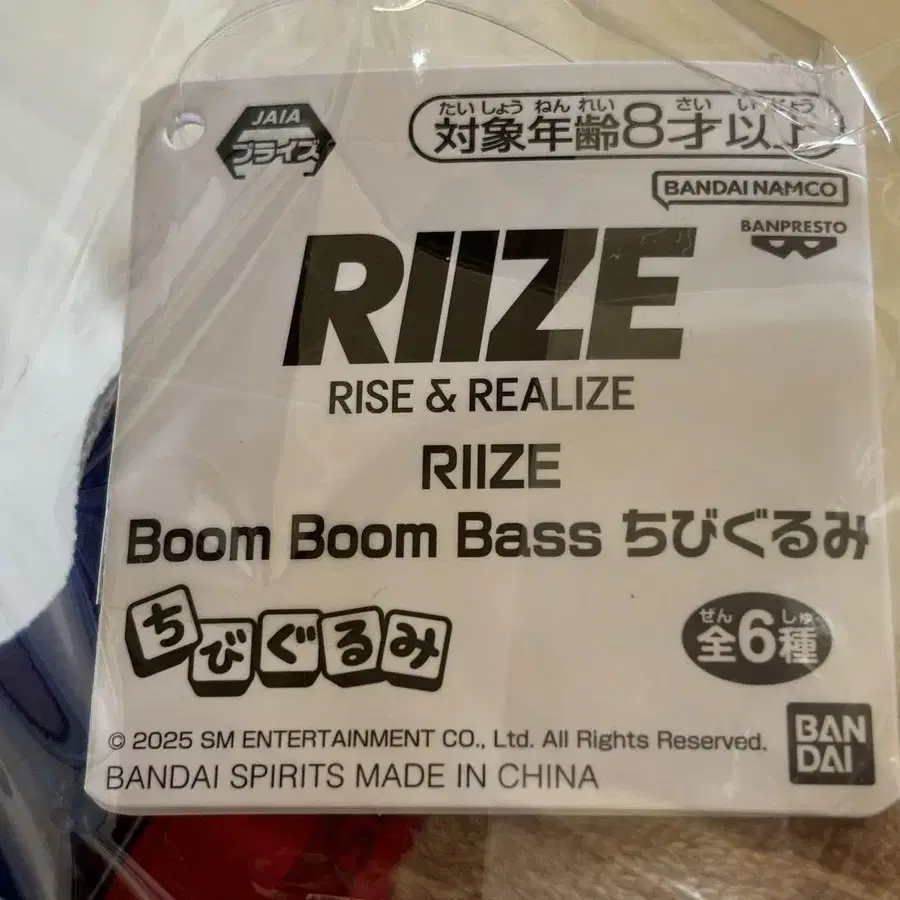 JAIA
プライズ
たいしょう ねんれい さい いじょう
対象年齢8才以上
BANDAI NAMCO
BANPRESTO
RIIZE
RISE & REALIZE
RIIZE
Boom Boom Bass ちびぐるみ
ちびぐるみ
ぜん しゅ
全6種
© 2025 SM ENTERTAINMENT CO., Ltd. All Rights Reserved.
BANDAI SPIRITS MADE IN CHINA
BAN
DAI